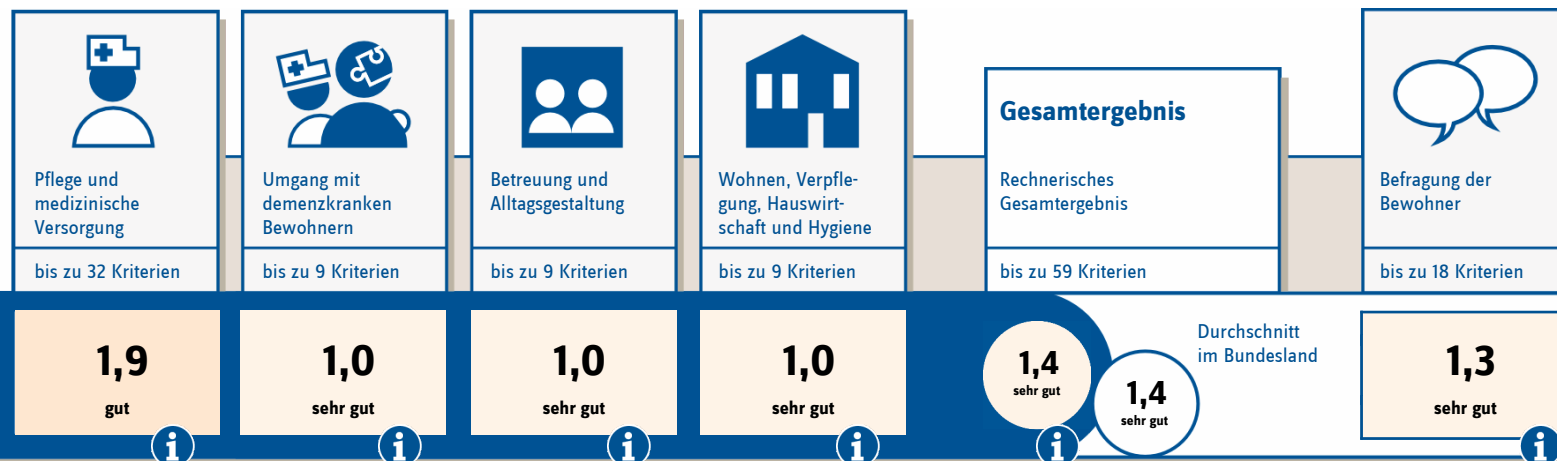 Pflege und
medizinische
Versorgung
bis zu 32 Kriterien
1,9
gut
Umgang mit
demenzkranken
Bewohnern
bis zu 9 Kriterien
1,0
sehr gut
Betreuung und
Alltagsgestaltung
bis zu 9 Kriterien
1,0
sehr gut
Wohnen, Verpfle-
gung, Hauswirt-
schaft und Hygiene
bis zu 9 Kriterien
1,0
sehr gut
Gesamtergebnis
Rechnerisches
Gesamtergebnis
bis zu 59 Kriterien
1,4
sehr gut
Durchschnitt
im Bundesland
1,4
sehr gut
Befragung der
Bewohner
bis zu 18 Kriterien
1,3
sehr gut
i
i
i
i
i
i